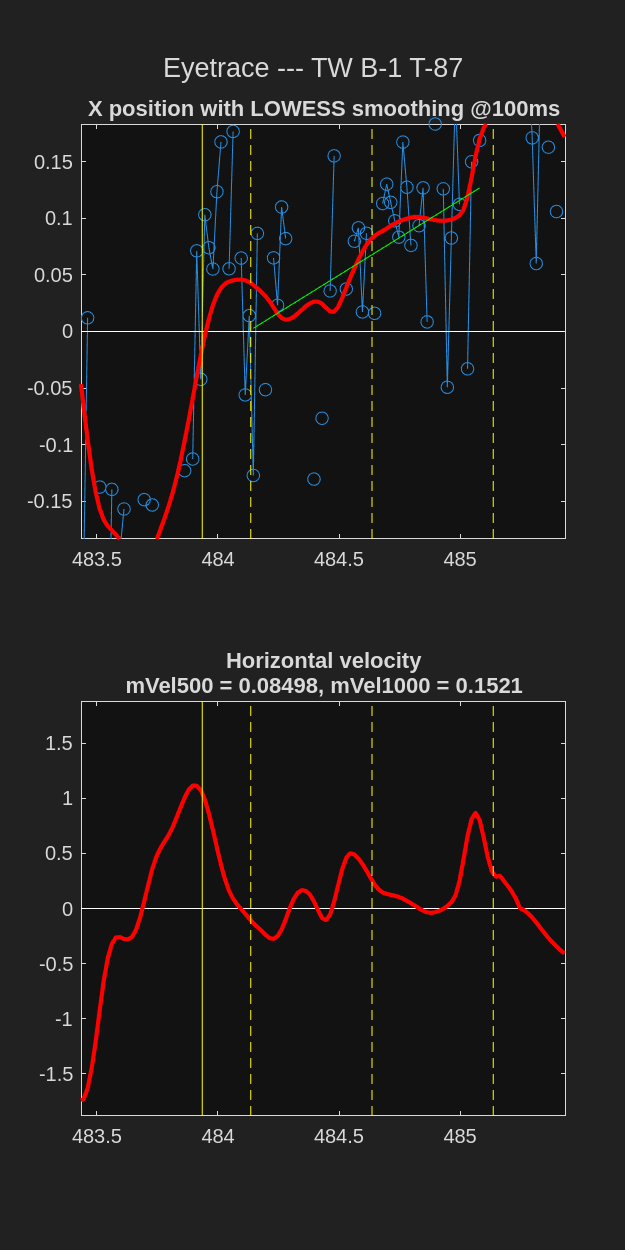 Eyetrace --- TW B-1 T-87
X position with LOWESS smoothing @100ms
0.15
0.1
0.05
0
-0.05
-0.1
-0.15
483.5 484 484.5 485
Horizontal velocity
mVel500 = 0.08498, mVel1000 = 0.1521
1.5
1
0.5
0
-0.5
-1
-1.5
483.5 484 484.5 485